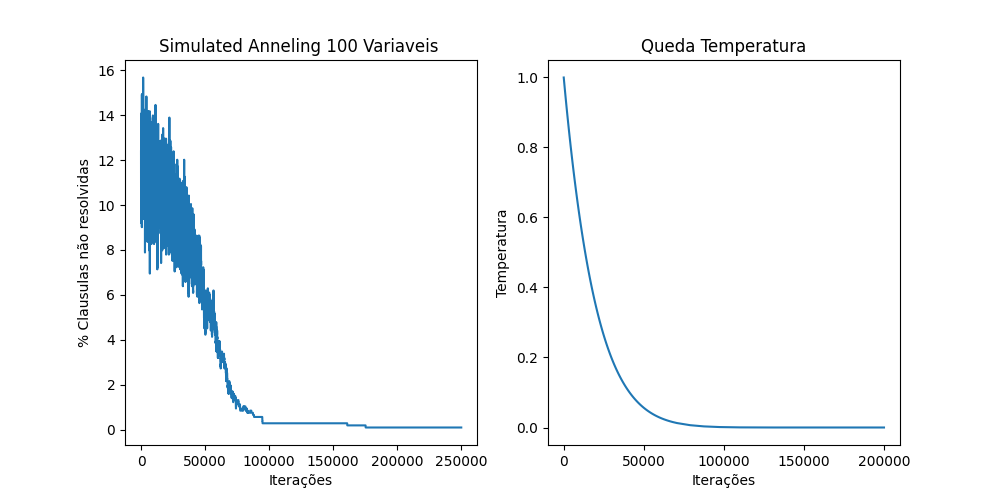 Simulated Anneling 100 Variaveis
% Clausulas não resolvidas
16
14
12
10
8
6
4
2
0
0 50000 100000 150000 200000 250000
Iterações
Queda Temperatura
Temperatura
1.0
0.8
0.6
0.4
0.2
0.0
0 50000 100000 150000 200000
Iterações